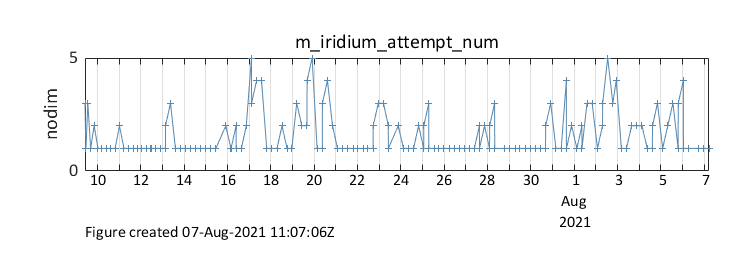 m_iridium_attempt_num
5
nodim
0
10 12 14 16 18 20 22 24 26 28 30 1 3 5 7
Aug
2021
Figure created 07-Aug-2021 11:07:06Z